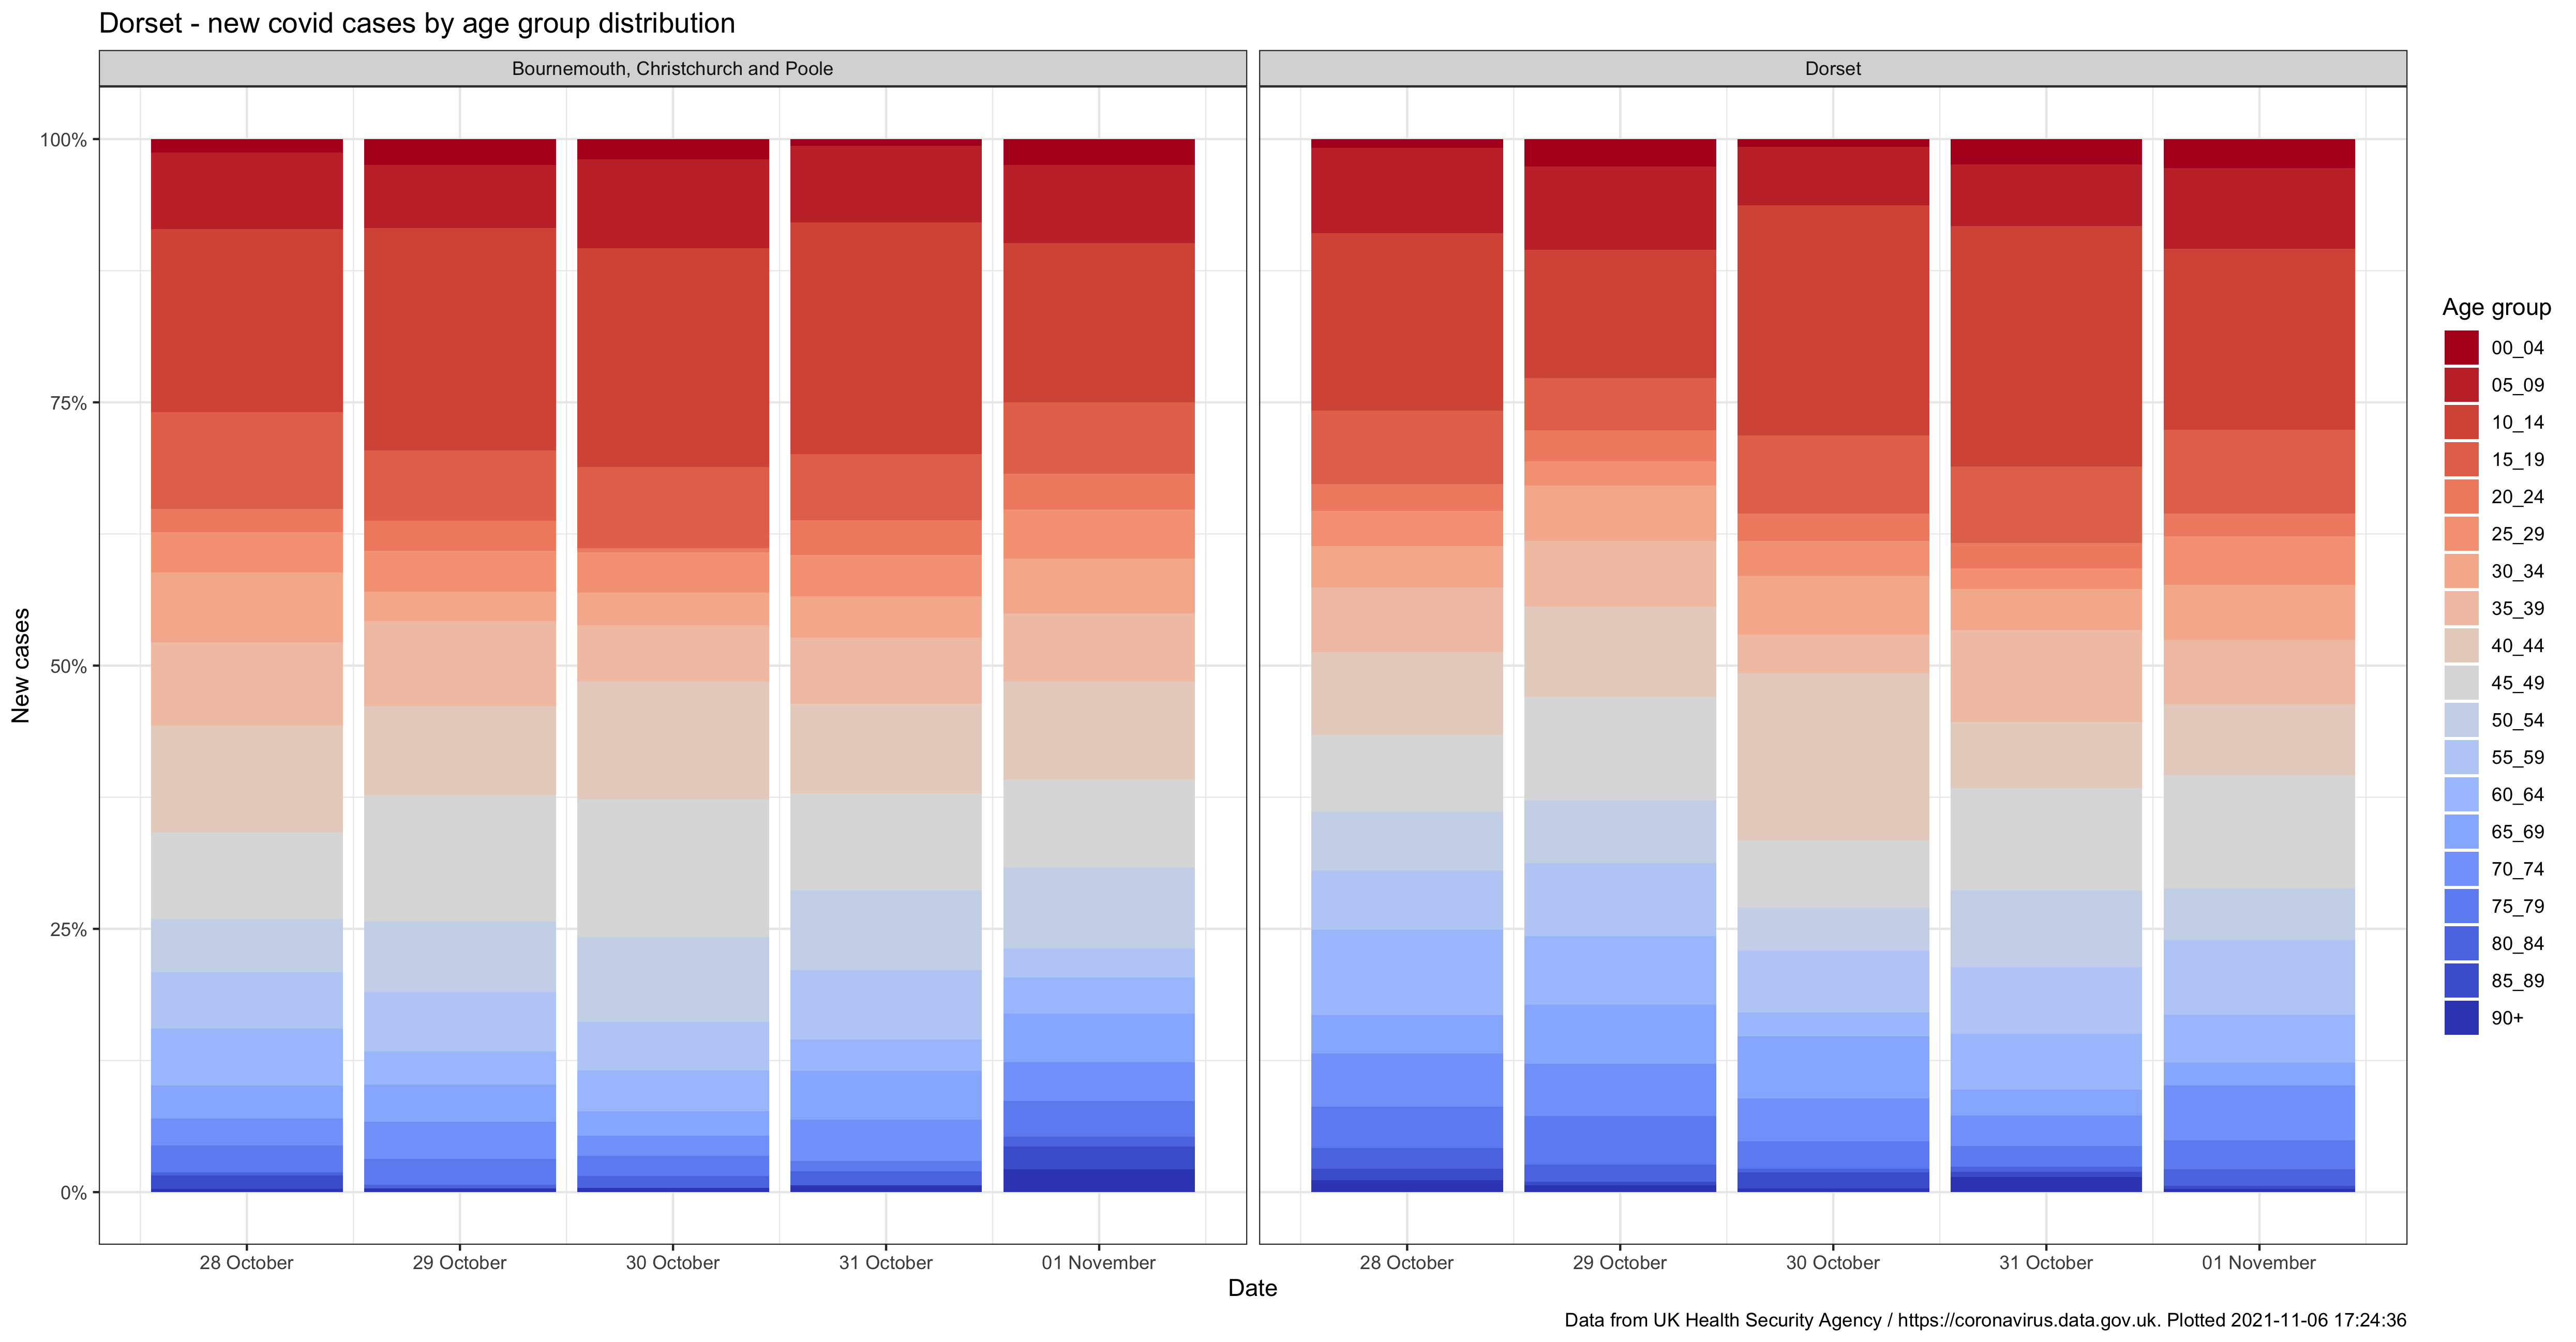 Dorset - new covid cases by age group distribution
Bournemouth, Christchurch and Poole
Dorset
100%
75%
50%
25%
0%
New cases
28 October
29 October
30 October
31 October
01 November
28 October
29 October
30 October
31 October
01 November
Date
Age group
00_04
05_09
10_14
15_19
20_24
25_29
30_34
35_39
40_44
45_49
50_54
55_59
60_64
65_69
70_74
75_79
80_84
85_89
90+
Data from UK Health Security Agency / https://coronavirus.data.gov.uk. Plotted 2021-11-06 17:24:36